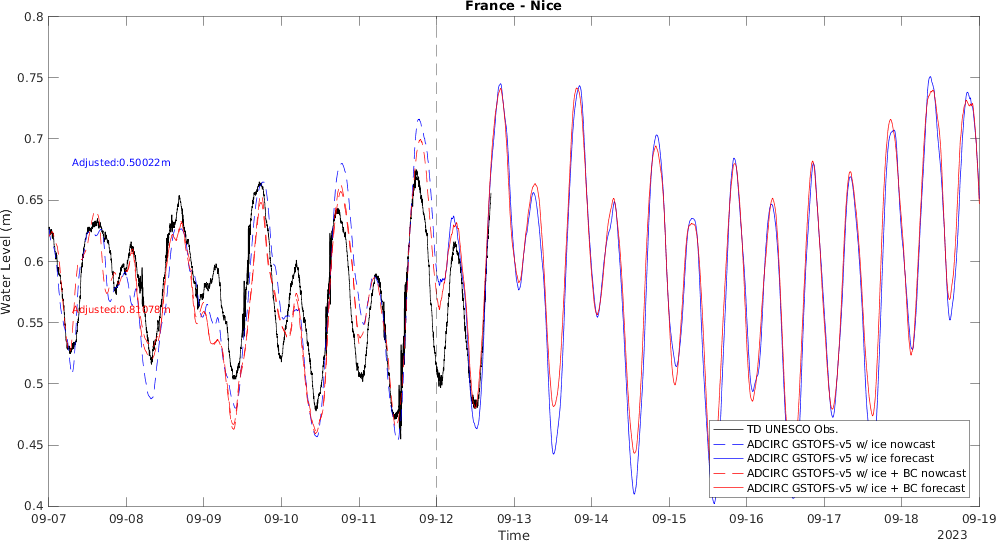 France - Nice
Water Level (m)
0.8
0.75
0.7
0.65
0.6
0.55
0.5
0.45
0.4
Adjusted:0.50022m
Adjusted:0.81078m
TD UNESCO Obs.
ADCIRC GSTOFS-v5 w/ ice nowcast
ADCIRC GSTOFS-v5 w/ ice forecast
ADCIRC GSTOFS-v5 w/ ice + BC nowcast
ADCIRC GSTOFS-v5 w/ ice + BC forecast
09-07 09-08 09-09 09-10 09-11 09-12 09-13 09-14 09-15 09-16 09-17 09-18 09-19
Time
2023